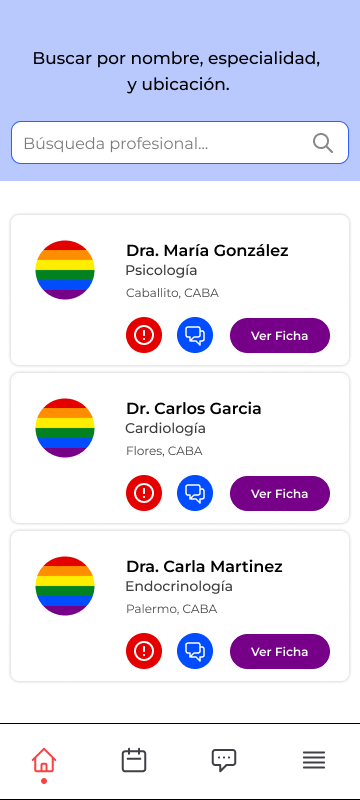 Buscar por nombre, especialidad,
y ubicación.
Búsqueda profesional...
Dra. María González
Psicología
Caballito, CABA
Ver Ficha
Dr. Carlos Garcia
Cardiología
Flores, CABA
Ver Ficha
Dra. Carla Martinez
Endocrinología
Palermo, CABA
Ver Ficha